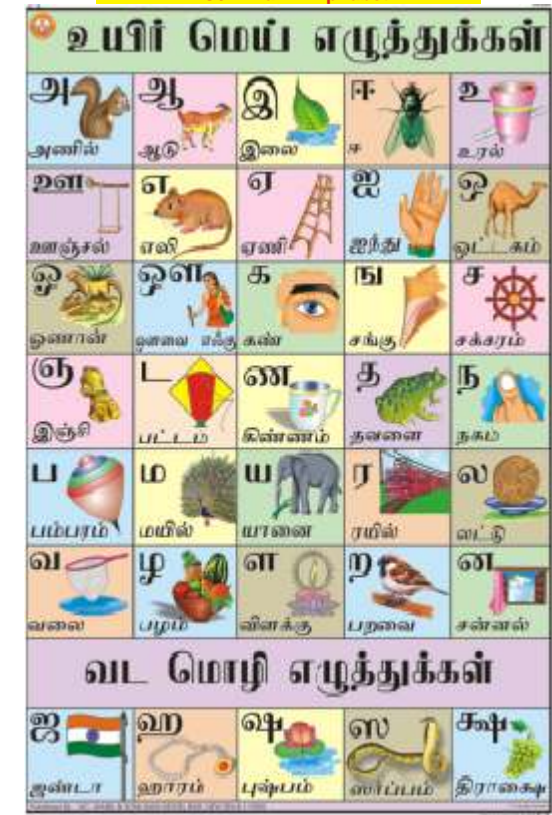 உயிர் மெய் எழுத்துக்கள்
அ ஆ இ ஈ உ
அணில் ஆடு இலை ஈ உரல்
ஊ எ ஏ ஐ ஒ
ஊஞ்சல் எலி ஏணி ஐந்து ஒட்டகம்
ஓ ஔ க ங ச
ஓணான் கண் சங்கு சக்கரம்
ஞ ட ண த ந
இஞ்சி பட்டம் கிண்ணம் தவளை நகம்
ப ம ய ர ல
பம்பரம் மயில் யானை ரயில் லட்டு
வ ழ ள ற ன
வலை பழம் விளக்கு பறவை சன்னல்
வட மொழி எழுத்துக்கள்
ஜ ஹ ஷ ஸ க்ஷ
ஜண்டா ஹாரம் புஷ்பம் ஸர்ப்பம் திராக்ஷை